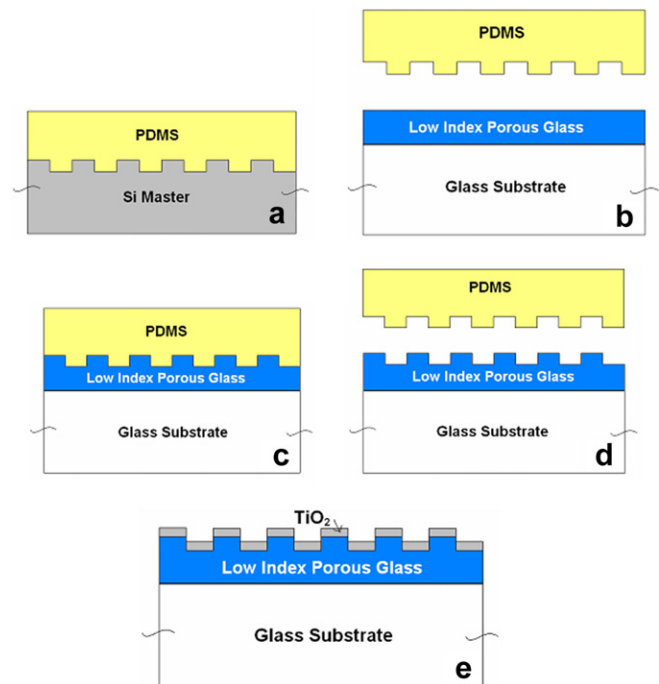 PDMS
Si Master
a
PDMS
Low Index Porous Glass
Glass Substrate
b
PDMS
Low Index Porous Glass
Glass Substrate
c
PDMS
Low Index Porous Glass
Glass Substrate
d
TiO₂
Low Index Porous Glass
Glass Substrate
e